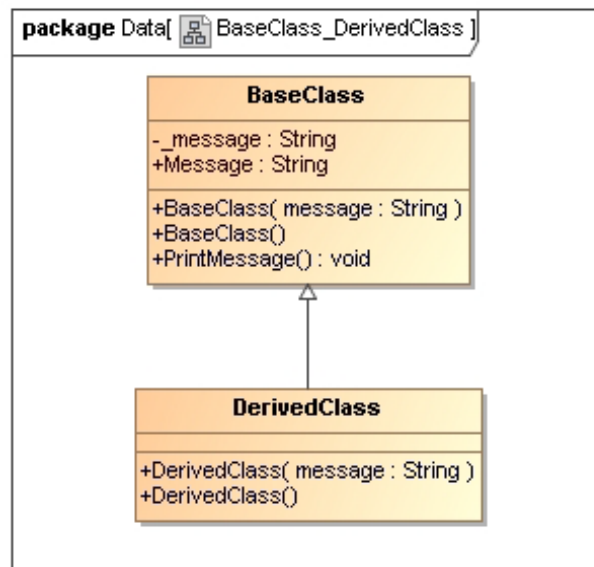 package Data[ BaseClass_DerivedClass ]
BaseClass
-_message : String
+Message : String
+BaseClass( message : String )
+BaseClass()
+PrintMessage() : void
DerivedClass
+DerivedClass( message : String )
+DerivedClass()